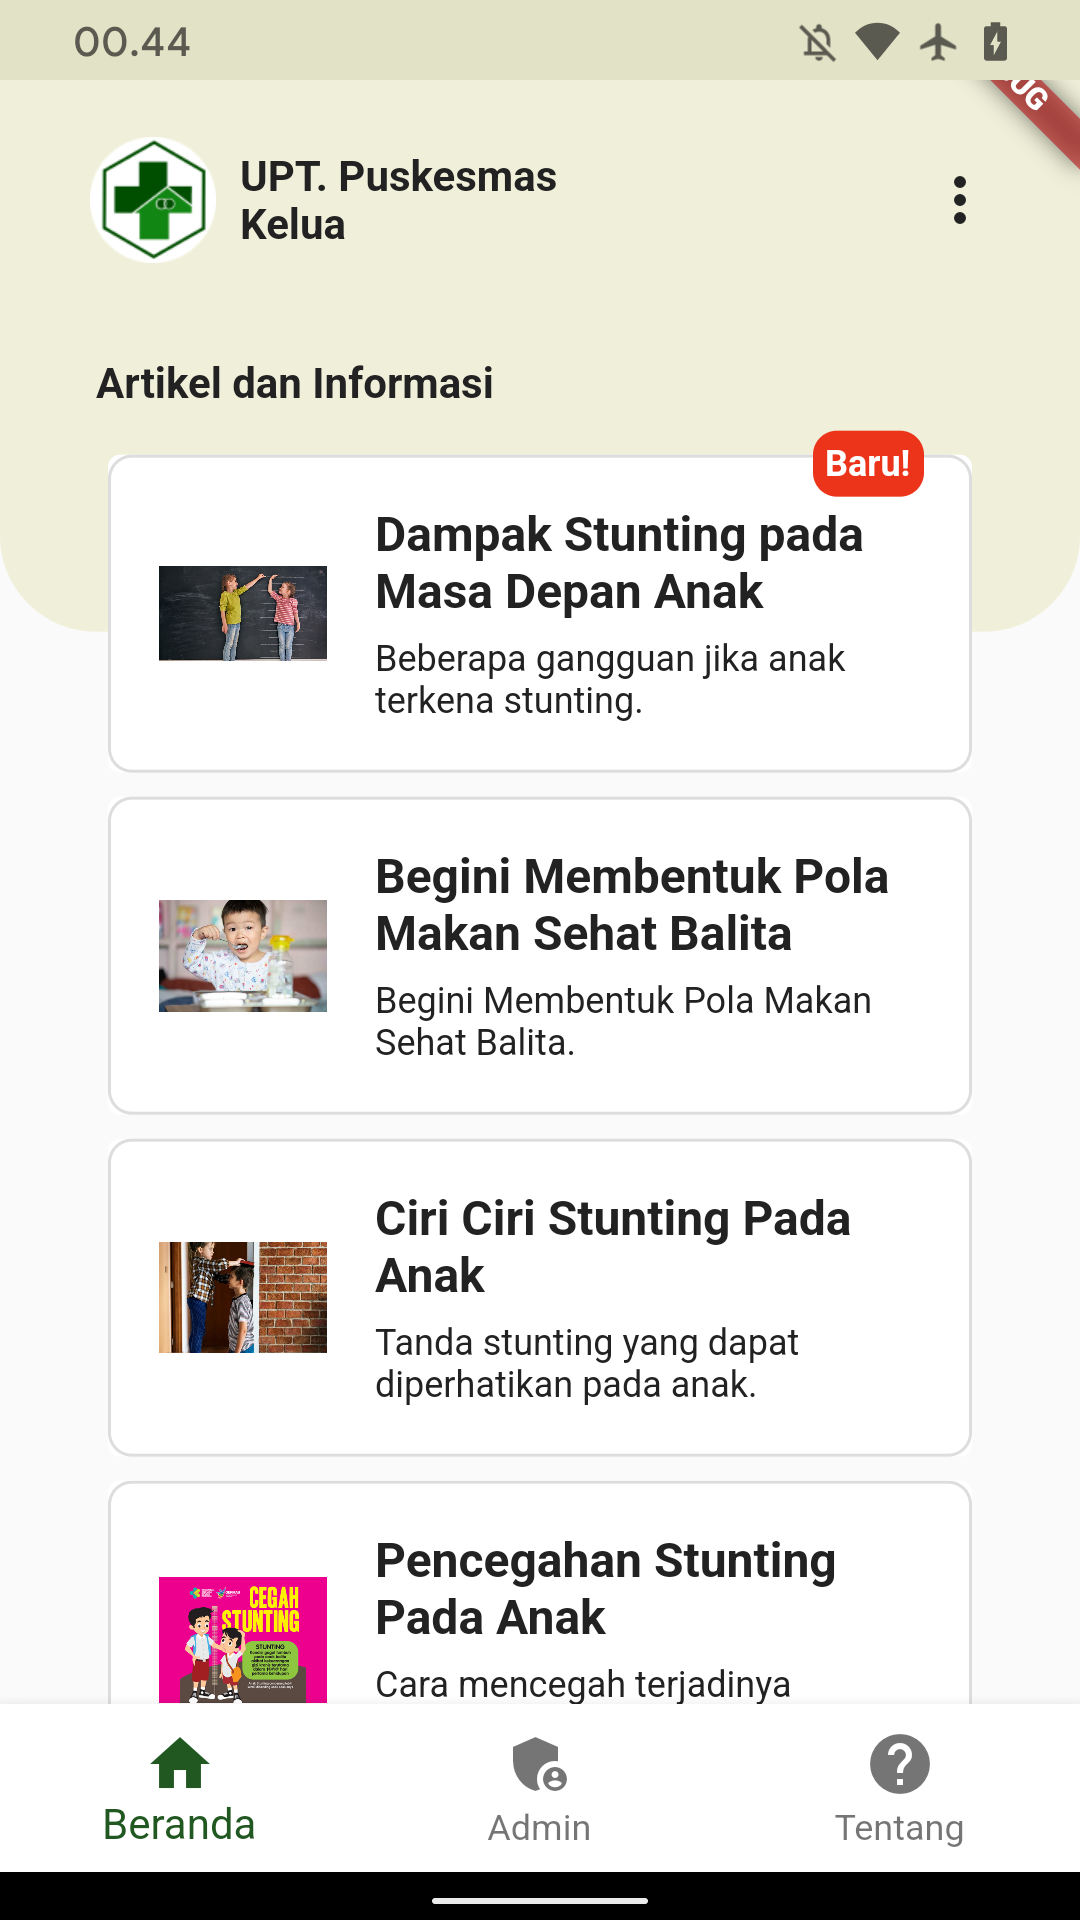 00.44
UG
UPT. Puskesmas
Kelua
Artikel dan Informasi
Baru!
Dampak Stunting pada
Masa Depan Anak
Beberapa gangguan jika anak
terkena stunting.
Begini Membentuk Pola
Makan Sehat Balita
Begini Membentuk Pola Makan
Sehat Balita.
Ciri Ciri Stunting Pada
Anak
Tanda stunting yang dapat
diperhatikan pada anak.
Pencegahan Stunting
Pada Anak
Cara mencegah terjadinya
CEGAH
STUNTING
STUNTING
Beranda
Admin
Tentang